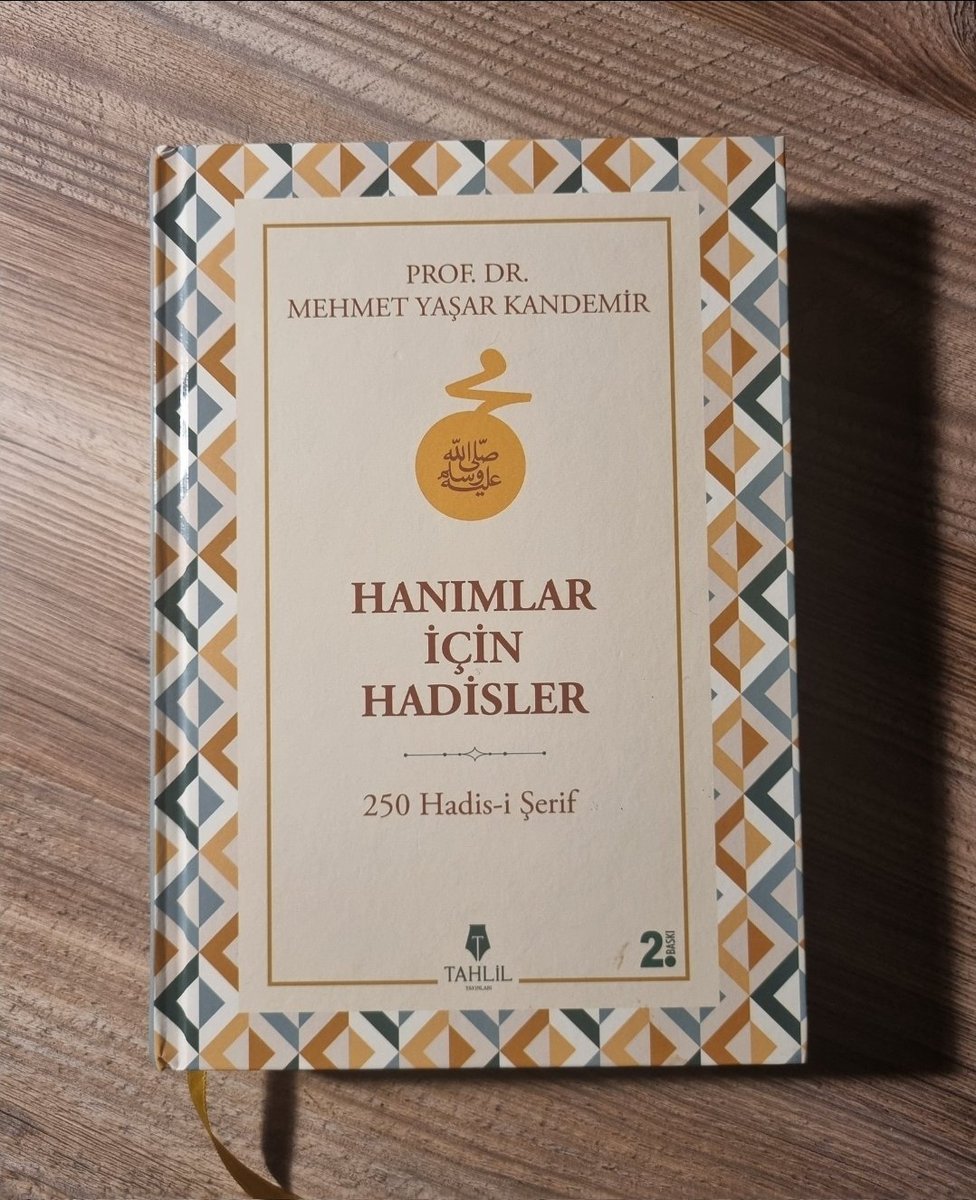 PROF. DR.
MEHMET YAŞAR KANDEMİR
صلى الله
عليه وسلم
HANIMLAR
İÇİN
HADİSLER
250 Hadis-i Şerif
TAHLİL
YAYINLARI
2. BASKI